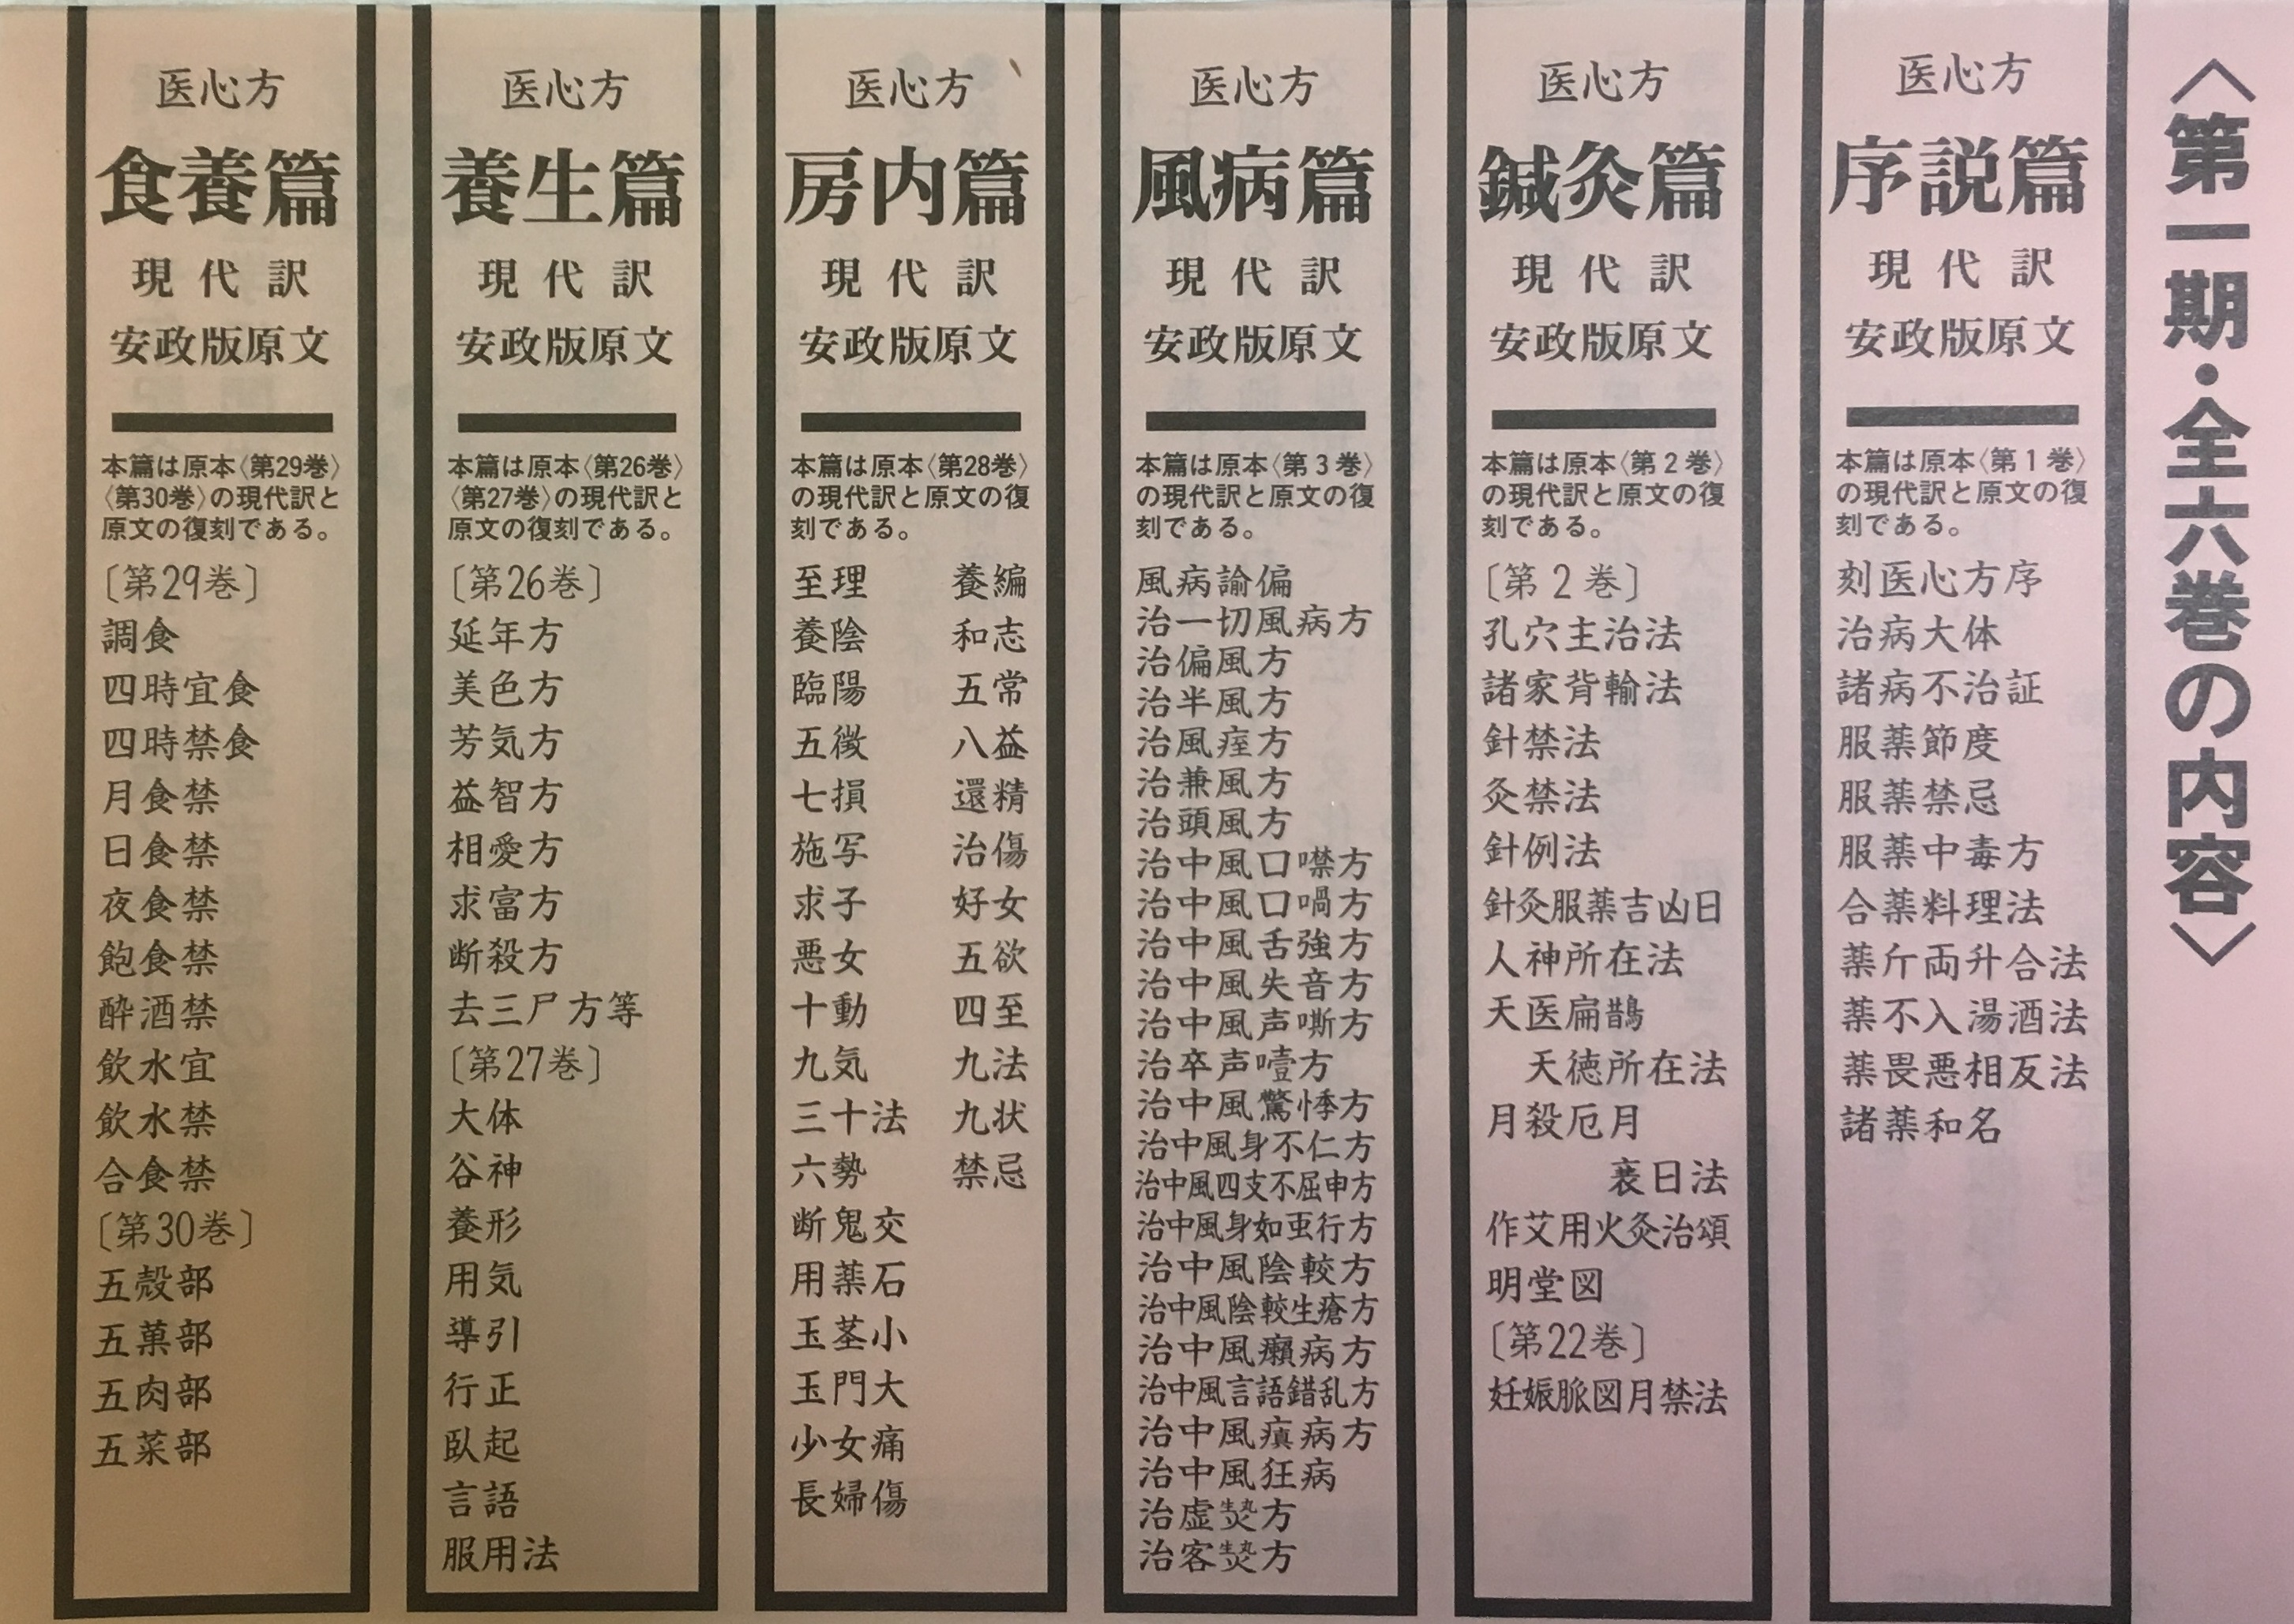 〈第一期・全六巻の内容〉
医心方
序説篇
現代訳
安政版原文
本篇は原本〈第1巻〉
の現代訳と原文の復
刻である。
刻医心方序
治病大体
諸病不治証
服薬節度
服薬禁忌
服薬中毒方
合薬料理法
薬斤両升合法
薬不入湯酒法
薬畏悪相反法
諸薬和名
医心方
鍼灸篇
現代訳
安政版原文
本篇は原本〈第2巻〉
の現代訳と原文の復
刻である。
〔第2巻〕
孔穴主治法
諸家背輸法
針禁法
灸禁法
針例法
針灸服薬吉凶日
人神所在法
天医扁鵲
天徳所在法
月殺厄月
衰日法
作艾用火灸治頌
明堂図
〔第22巻〕
妊娠脈図月禁法
医心方
風病篇
現代訳
安政版原文
本篇は原本〈第3巻〉
の現代訳と原文の復
刻である。
風病諭偏
治一切風病方
治偏風方
治半風方
治風痓方
治兼風方
治頭風方
治中風口噤方
治中風口喎方
治中風舌強方
治中風失音方
治中風声嘶方
治卒声噎方
治中風驚悸方
治中風身不仁方
治中風四支不屈申方
治中風身如虫行方
治中風陰軗方
治中風陰軗生瘡方
治中風癩病方
治中風言語錯乱方
治中風瘨病方
治中風狂病
治虚方
治客方
医心方
房内篇
現代訳
安政版原文
本篇は原本〈第28巻〉
の現代訳と原文の復
刻である。
至理 養編
養陰 和志
臨陽 五常
五徴 八益
七損 還精
施写 治傷
求子 好女
悪女 五欲
十動 四至
九気 九法
三十法 九状
六勢 禁忌
断鬼交
用薬石
玉茎小
玉門大
少女痛
長婦傷
医心方
養生篇
現代訳
安政版原文
本篇は原本〈第26巻〉
〈第27巻〉の現代訳と
原文の復刻である。
〔第26巻〕
延年方
美色方
芳気方
益智方
相愛方
求富方
断殺方
去三尸方等
〔第27巻〕
大体
谷神
養形
用気
導引
行正
臥起
言語
服用法
医心方
食養篇
現代訳
安政版原文
本篇は原本〈第29巻〉
〈第30巻〉の現代訳と
原文の復刻である。
〔第29巻〕
調食
四時宜食
四時禁食
月食禁
日食禁
夜食禁
飽食禁
酔酒禁
飲水宜
飲水禁
合食禁
〔第30巻〕
五殻部
五菓部
五肉部
五菜部